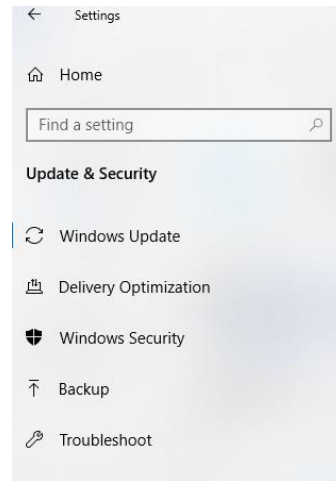 Settings
Home
Find a setting
Update & Security
Windows Update
Delivery Optimization
Windows Security
Backup
Troubleshoot